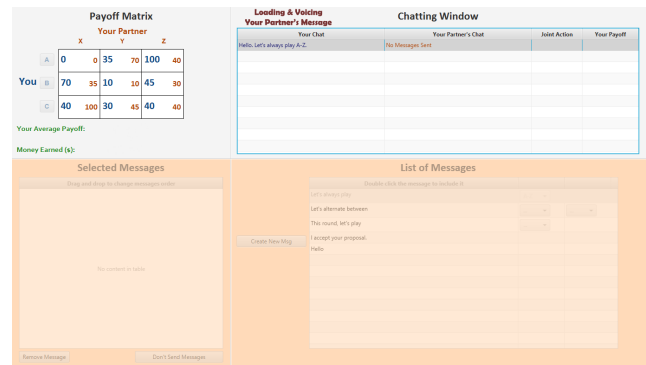 Payoff Matrix
Your Partner
X Y Z
A 0 0 35 70 100 40
You B 70 35 10 10 45 30
C 40 100 30 45 40 40
Your Average Payoff:
Money Earned ($):
Loading & Voicing
Your Partner's Message
Chatting Window
Your Chat Your Partner's Chat Joint Action Your Payoff
Hello. Let's always play A-Z. No Messages Sent
Selected Messages
Drag and drop to change messages order
No content in table
Remove Message Don't Send Messages
List of Messages
Double click the message to include it
Let's always play
Let's alternate between
This round, let's play
I accept your proposal.
Hello
Create New Msg